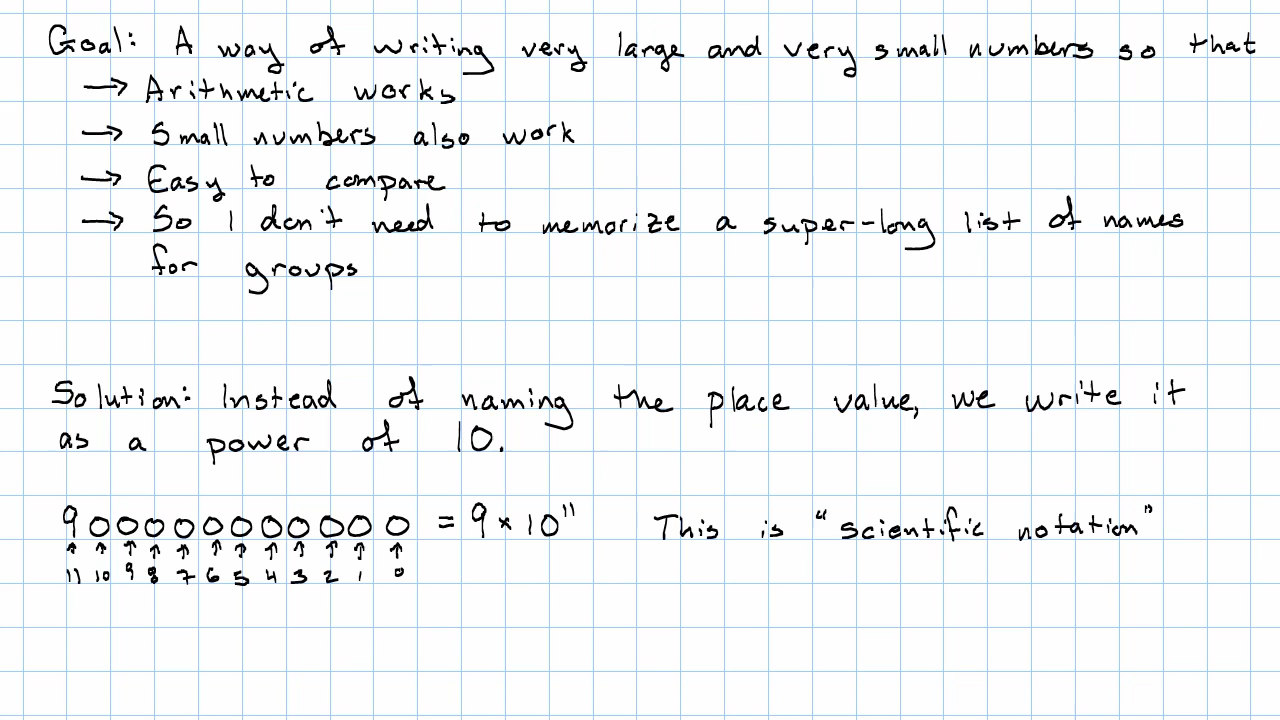 Goal: A way of writing very large and very small numbers so that
→ Arithmetic works
→ Small numbers also work
→ Easy to compare
→ So I don't need to memorize a super-long list of names
for groups
Solution: Instead of naming the place value, we write it
as a power of 10.
900000000000 = 9 × 10¹¹ This is "scientific notation"
↑ ↑ ↑ ↑ ↑ ↑ ↑ ↑ ↑ ↑ ↑ ↑
11 10 9 8 7 6 5 4 3 2 1 0